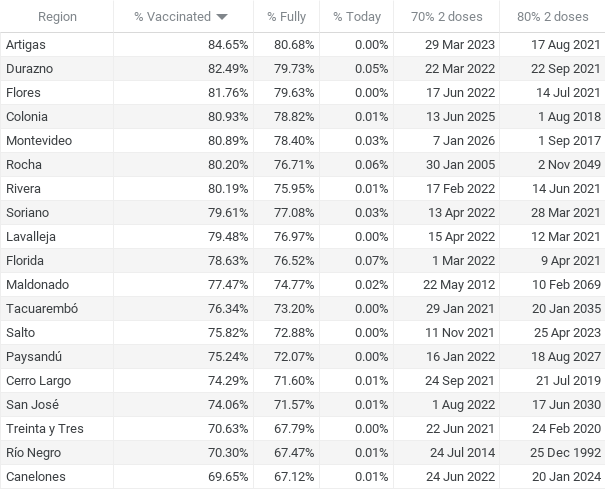 Region % Vaccinated % Fully % Today 70% 2 doses 80% 2 doses
Artigas 84.65% 80.68% 0.00% 29 Mar 2023 17 Aug 2021
Durazno 82.49% 79.73% 0.05% 22 Mar 2022 22 Sep 2021
Flores 81.76% 79.63% 0.00% 17 Jun 2022 14 Jul 2021
Colonia 80.93% 78.82% 0.01% 13 Jun 2025 1 Aug 2018
Montevideo 80.89% 78.40% 0.03% 7 Jan 2026 1 Sep 2017
Rocha 80.20% 76.71% 0.06% 30 Jan 2005 2 Nov 2049
Rivera 80.19% 75.95% 0.01% 17 Feb 2022 14 Jun 2021
Soriano 79.61% 77.08% 0.03% 13 Apr 2022 28 Mar 2021
Lavalleja 79.48% 76.97% 0.00% 15 Apr 2022 12 Mar 2021
Florida 78.63% 76.52% 0.07% 1 Mar 2022 9 Apr 2021
Maldonado 77.47% 74.77% 0.02% 22 May 2012 10 Feb 2069
Tacuarembó 76.34% 73.20% 0.00% 29 Jan 2021 20 Jan 2035
Salto 75.82% 72.88% 0.00% 11 Nov 2021 25 Apr 2023
Paysandú 75.24% 72.07% 0.00% 16 Jan 2022 18 Aug 2027
Cerro Largo 74.29% 71.60% 0.01% 24 Sep 2021 21 Jul 2019
San José 74.06% 71.57% 0.01% 1 Aug 2022 17 Jun 2030
Treinta y Tres 70.63% 67.79% 0.00% 22 Jun 2021 24 Feb 2020
Río Negro 70.30% 67.47% 0.01% 24 Jul 2014 25 Dec 1992
Canelones 69.65% 67.12% 0.01% 24 Jun 2022 20 Jan 2024